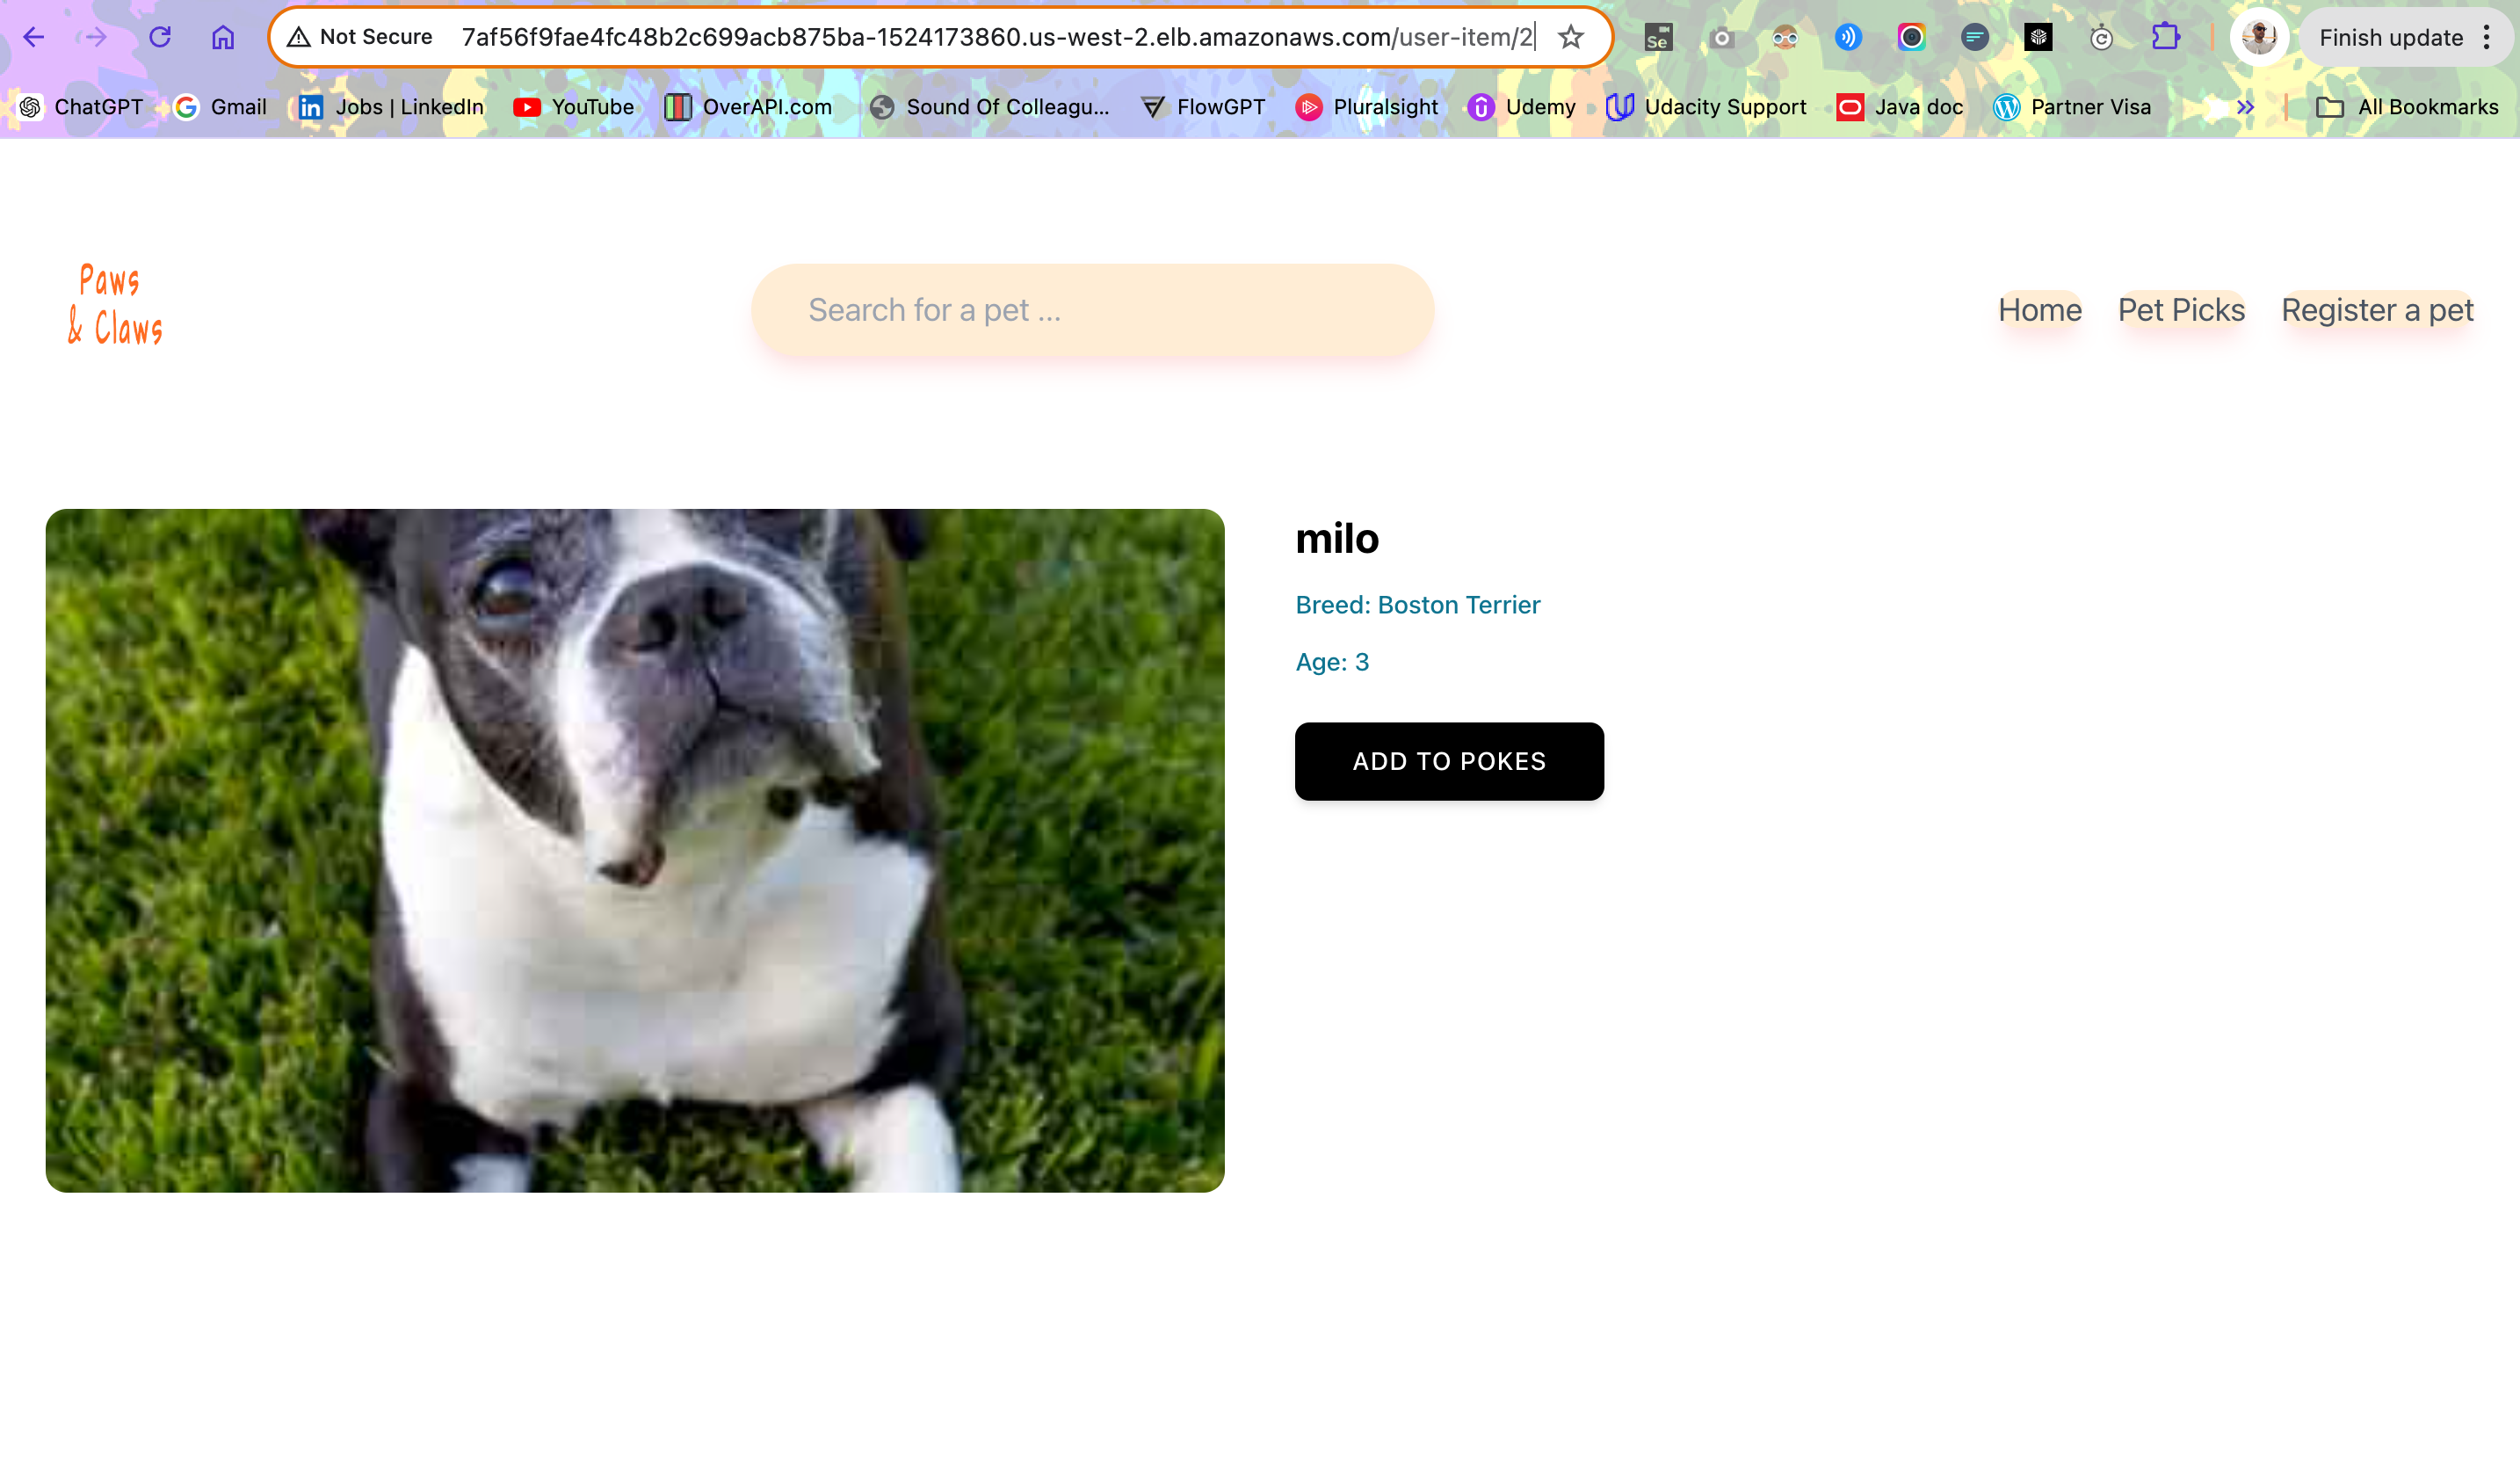 Not Secure 7af56f9fae4fc48b2c699acb875ba-1524173860.us-west-2.elb.amazonaws.com/user-item/2 Se Finish update
ChatGPT Gmail Jobs | LinkedIn YouTube OverAPI.com Sound Of Colleagu... FlowGPT Pluralsight Udemy Udacity Support Java doc Partner Visa All Bookmarks
Paws
& Claws
Search for a pet ...
Home Pet Picks Register a pet
milo
Breed: Boston Terrier
Age: 3
ADD TO POKES